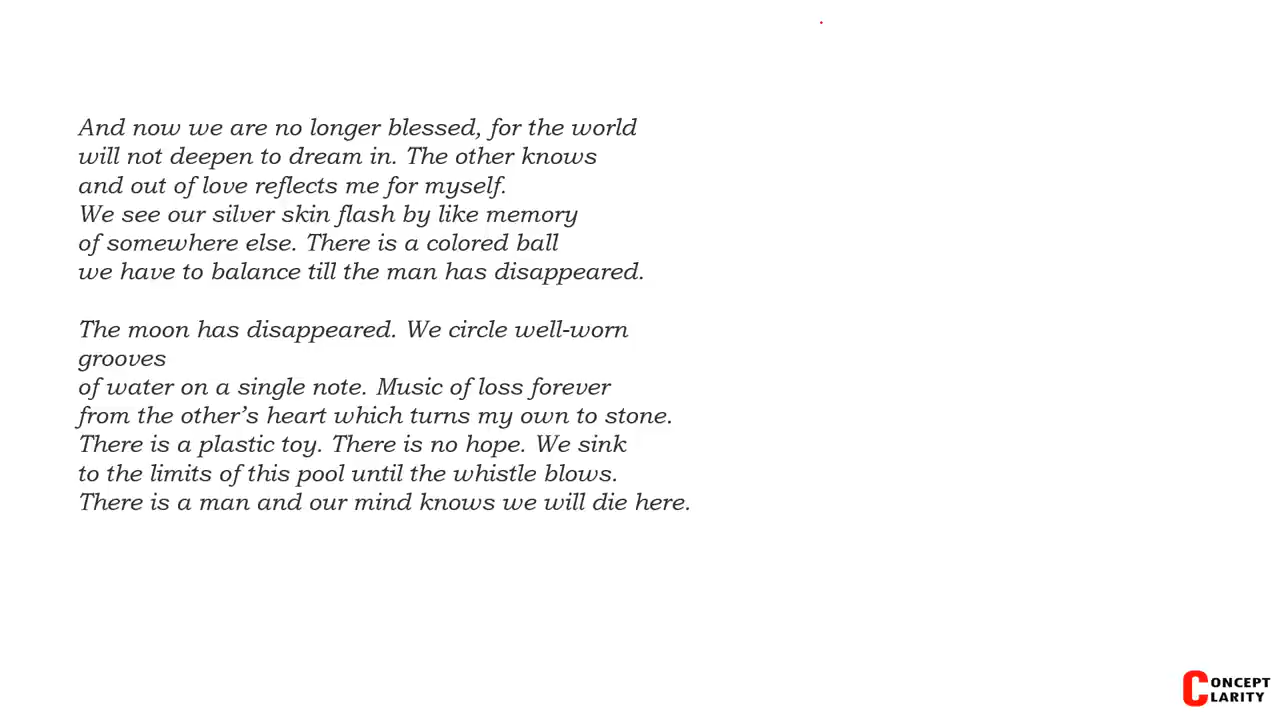 And now we are no longer blessed, for the world
will not deepen to dream in. The other knows
and out of love reflects me for myself.
We see our silver skin flash by like memory
of somewhere else. There is a colored ball
we have to balance till the man has disappeared.

The moon has disappeared. We circle well-worn
grooves
of water on a single note. Music of loss forever
from the other’s heart which turns my own to stone.
There is a plastic toy. There is no hope. We sink
to the limits of this pool until the whistle blows.
There is a man and our mind knows we will die here.
CONCEPT
CLARITY